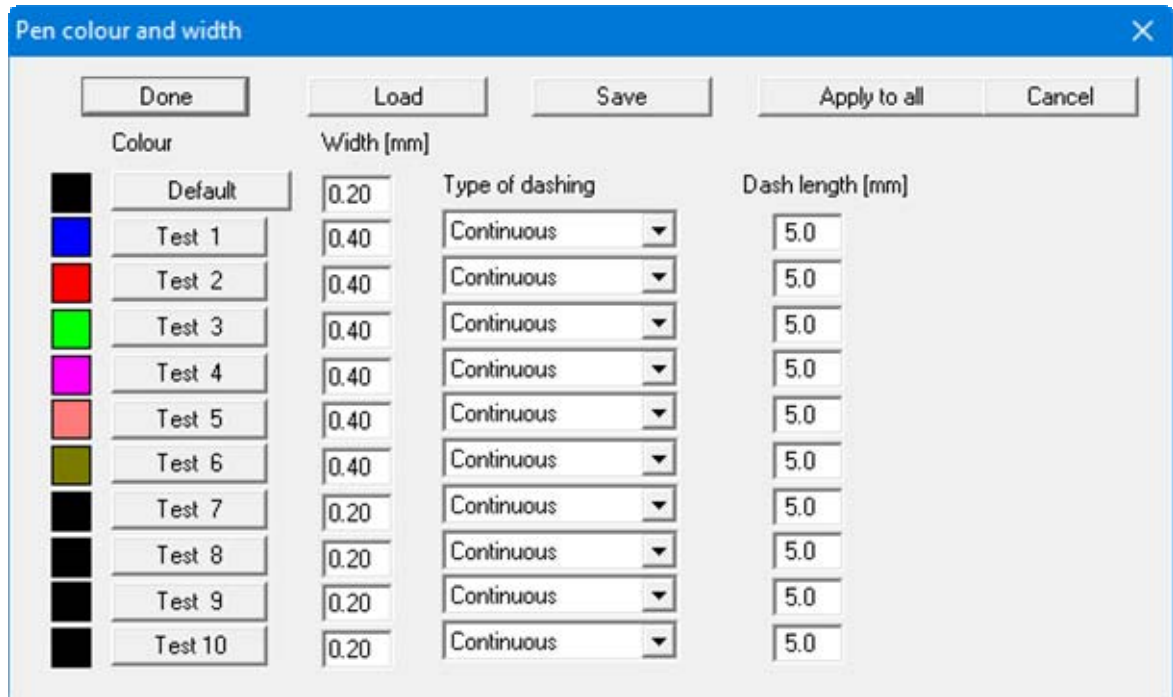 Pen colour and width
Done Load Save Apply to all Cancel
Colour Width [mm]
Default 0.20 Type of dashing Dash length [mm]
Test 1 0.40 Continuous 5.0
Test 2 0.40 Continuous 5.0
Test 3 0.40 Continuous 5.0
Test 4 0.40 Continuous 5.0
Test 5 0.40 Continuous 5.0
Test 6 0.40 Continuous 5.0
Test 7 0.20 Continuous 5.0
Test 8 0.20 Continuous 5.0
Test 9 0.20 Continuous 5.0
Test 10 0.20 Continuous 5.0